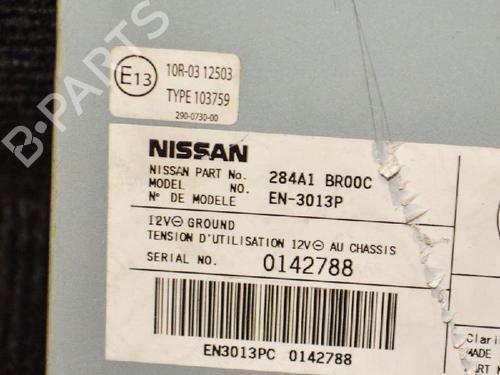 E13
10R-03 12503
TYPE 103759
290-0730-00
NISSAN
NISSAN PART No. 284A1 BR00C
MODEL NO. EN-3013P
N° DE MODELE
12V⊖ GROUND
TENSION D'UTILISATION 12V⊖ AU CHASSIS
SERIAL NO. 0142788
EN3013PC 0142788
MADE
B-PARTS